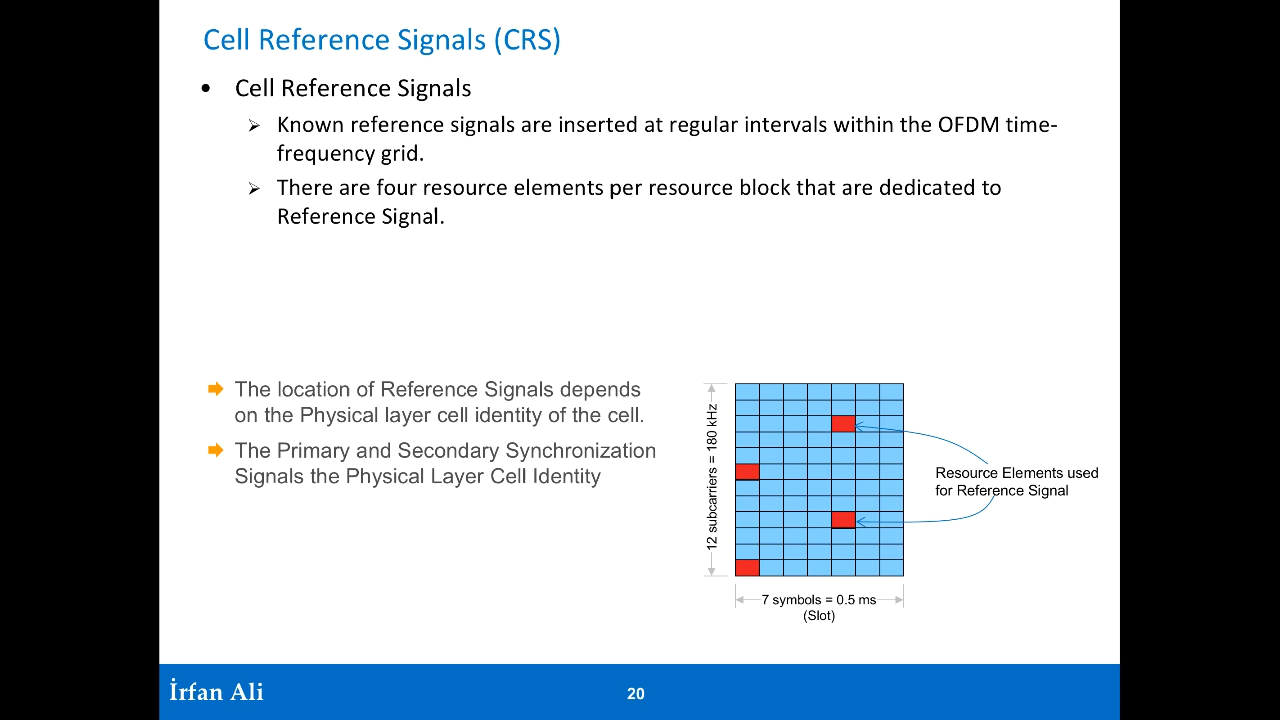 Cell Reference Signals (CRS)
• Cell Reference Signals
➢ Known reference signals are inserted at regular intervals within the OFDM time-
frequency grid.
➢ There are four resource elements per resource block that are dedicated to
Reference Signal.
The location of Reference Signals depends
on the Physical layer cell identity of the cell.
The Primary and Secondary Synchronization
Signals the Physical Layer Cell Identity
12 subcarriers = 180 kHz
Resource Elements used
for Reference Signal
7 symbols = 0.5 ms
(Slot)
İrfan Ali
20